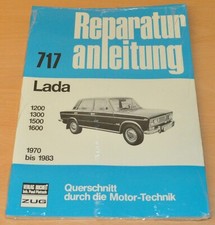 Reparatur
717 anleitung
Lada
1200
1300
1500
1600
1970
bis 1983
ZUG
Querschnitt
durch die Motor-Technik